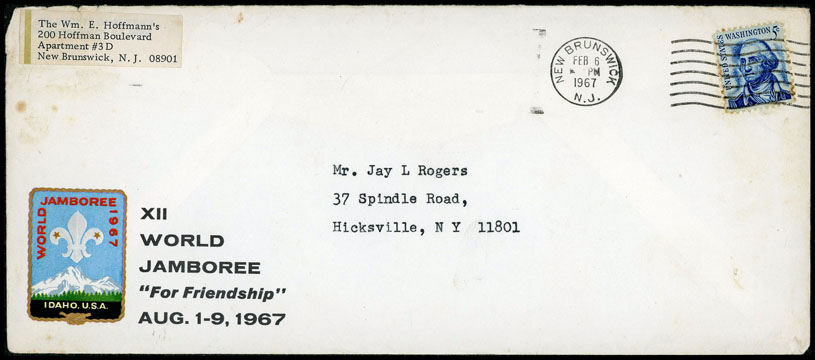 The Wm. E. Hoffmann's
200 Hoffman Boulevard
Apartment #3D
New Brunswick, N. J. 08901
NEW BRUNSWICK
FEB 6
PM
1967
N.J.
WASHINGTON 5c
UNITED STATES
Mr. Jay L Rogers
37 Spindle Road,
Hicksville, N Y 11801
WORLD JAMBOREE 1967
IDAHO, U.S.A.
XII
WORLD
JAMBOREE
"For Friendship"
AUG. 1-9, 1967